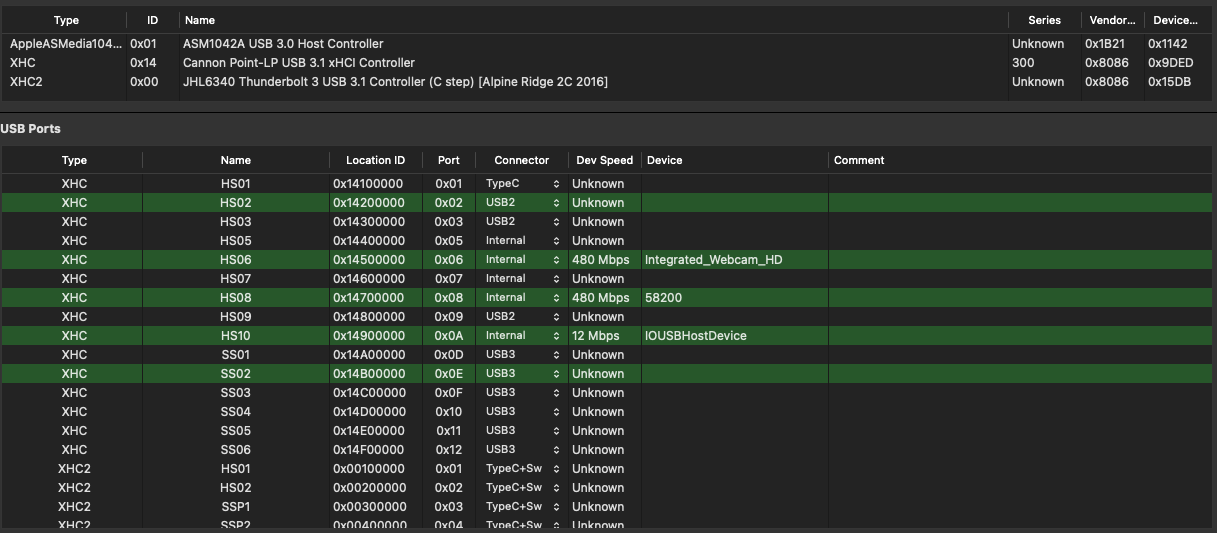 Type ID Name Series Vendor... Device...
AppleASMedia104... 0x01 ASM1042A USB 3.0 Host Controller Unknown 0x1B21 0x1142
XHC 0x14 Cannon Point-LP USB 3.1 xHCI Controller 300 0x8086 0x9DED
XHC2 0x00 JHL6340 Thunderbolt 3 USB 3.1 Controller (C step) [Alpine Ridge 2C 2016] Unknown 0x8086 0x15DB
USB Ports
Type Name Location ID Port Connector Dev Speed Device Comment
XHC HS01 0x14100000 0x01 TypeC Unknown
XHC HS02 0x14200000 0x02 USB2 Unknown
XHC HS03 0x14300000 0x03 USB2 Unknown
XHC HS05 0x14400000 0x05 Internal Unknown
XHC HS06 0x14500000 0x06 Internal 480 Mbps Integrated_Webcam_HD
XHC HS07 0x14600000 0x07 Internal Unknown
XHC HS08 0x14700000 0x08 Internal 480 Mbps 58200
XHC HS09 0x14800000 0x09 USB2 Unknown
XHC HS10 0x14900000 0x0A Internal 12 Mbps IOUSBHostDevice
XHC SS01 0x14A00000 0x0D USB3 Unknown
XHC SS02 0x14B00000 0x0E USB3 Unknown
XHC SS03 0x14C00000 0x0F USB3 Unknown
XHC SS04 0x14D00000 0x10 USB3 Unknown
XHC SS05 0x14E00000 0x11 USB3 Unknown
XHC SS06 0x14F00000 0x12 USB3 Unknown
XHC2 HS01 0x00100000 0x01 TypeC+Sw Unknown
XHC2 HS02 0x00200000 0x02 TypeC+Sw Unknown
XHC2 SSP1 0x00300000 0x03 TypeC+Sw Unknown
XHC2 SSP2 0x00400000 0x04 TypeC+Sw Unknown